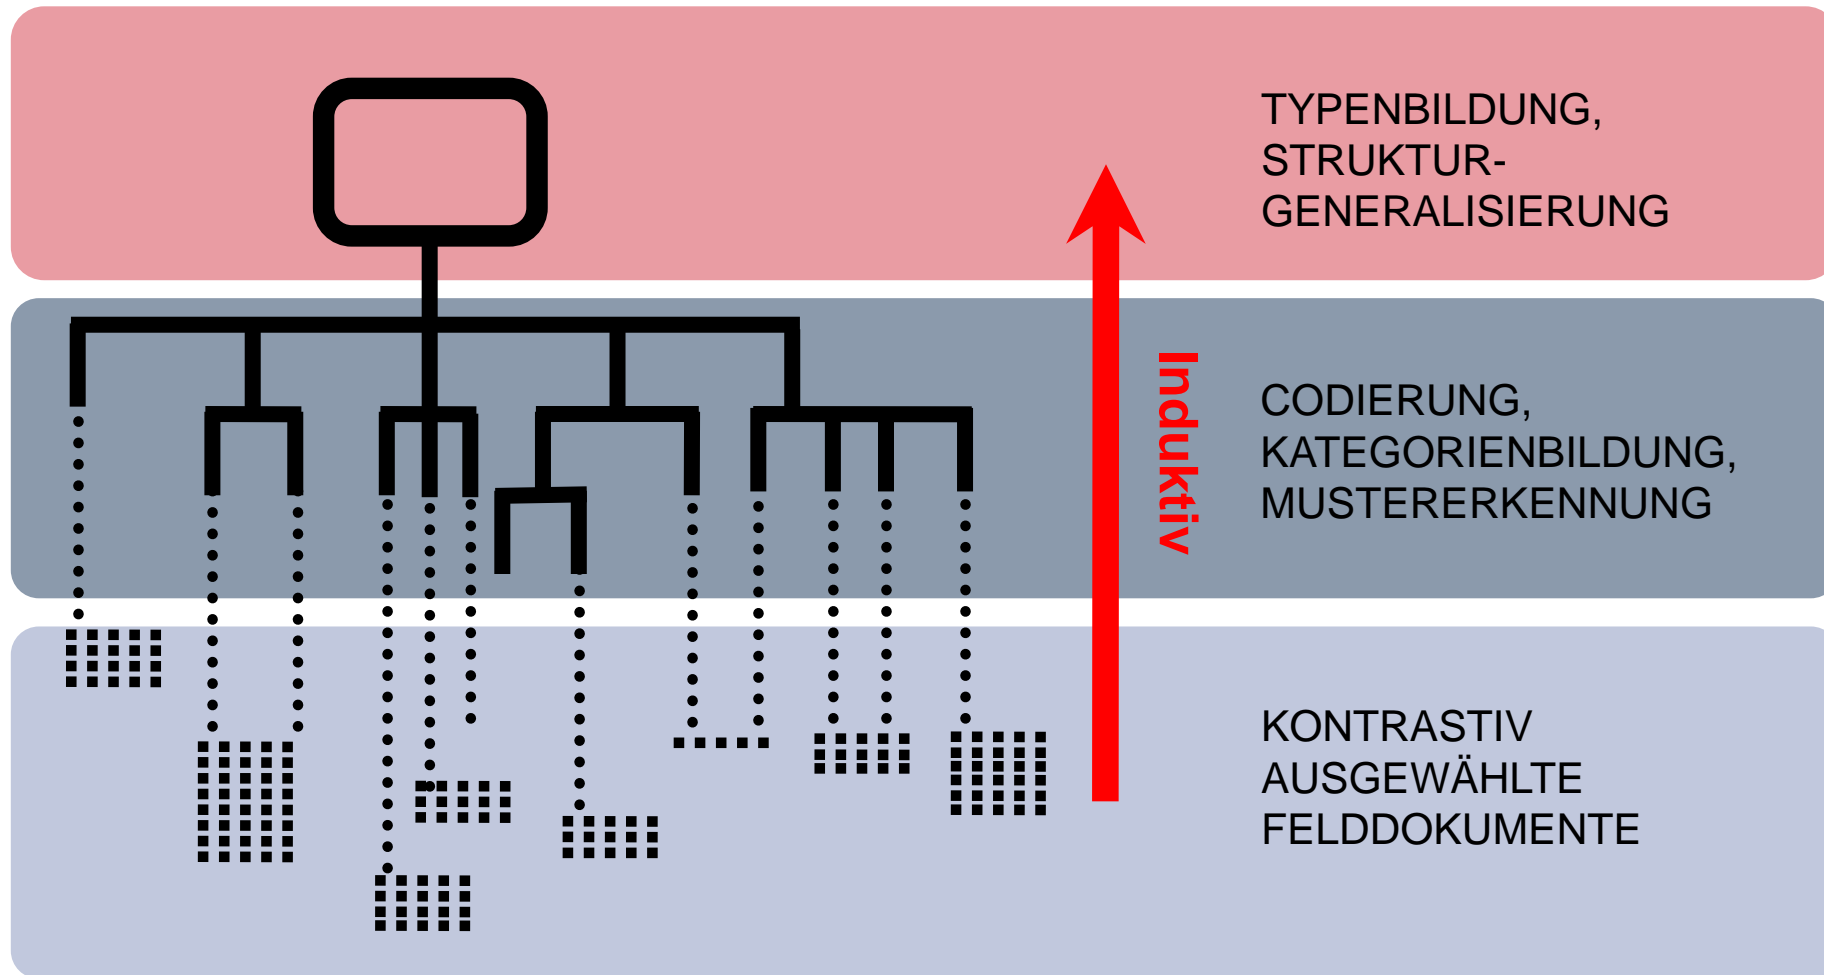 TYPENBILDUNG,
STRUKTUR-
GENERALISIERUNG
Induktiv
CODIERUNG,
KATEGORIENBILDUNG,
MUSTERERKENNUNG
KONTRASTIV
AUSGEWÄHLTE
FELDDOKUMENTE